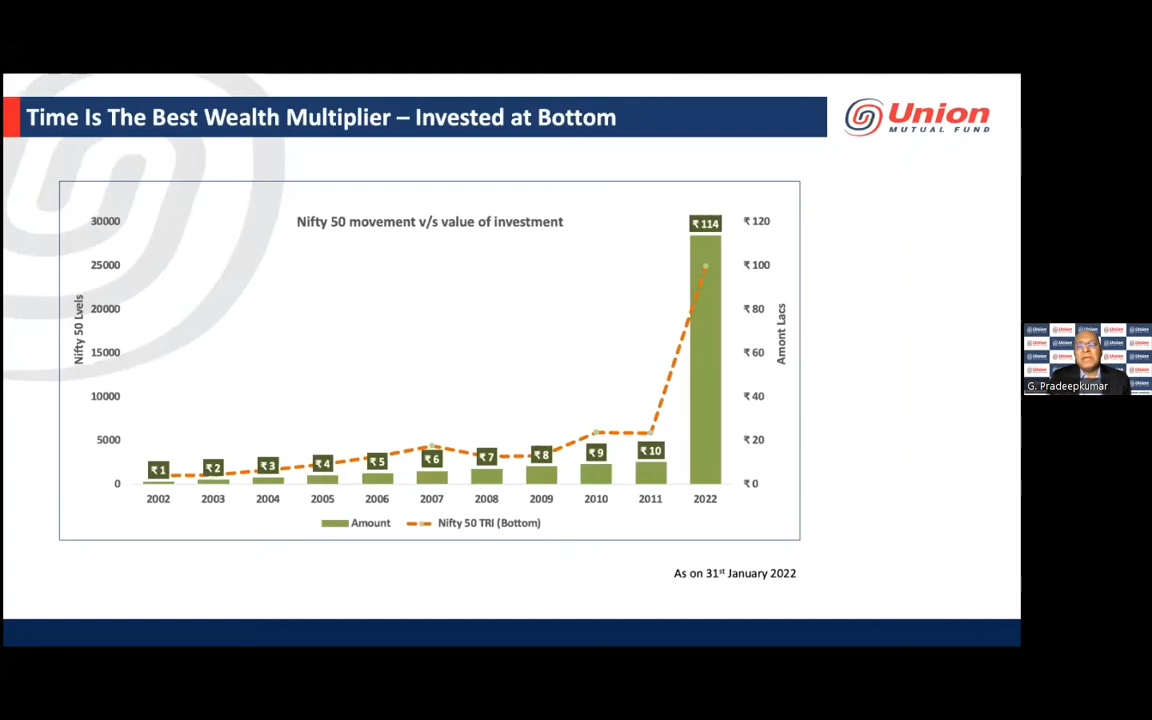 Time Is The Best Wealth Multiplier – Invested at Bottom
Union
MUTUAL FUND
Nifty 50 movement v/s value of investment
30000
25000
20000
15000
10000
5000
0
Nifty 50 Lvels
₹ 120
₹ 100
₹ 80
₹ 60
₹ 40
₹ 20
₹ 0
Amont Lacs
₹ 1
₹ 2
₹ 3
₹ 4
₹ 5
₹ 6
₹ 7
₹ 8
₹ 9
₹ 10
₹ 114
2002 2003 2004 2005 2006 2007 2008 2009 2010 2011 2022
Amount Nifty 50 TRI (Bottom)
As on 31st January 2022
G. Pradeepkumar